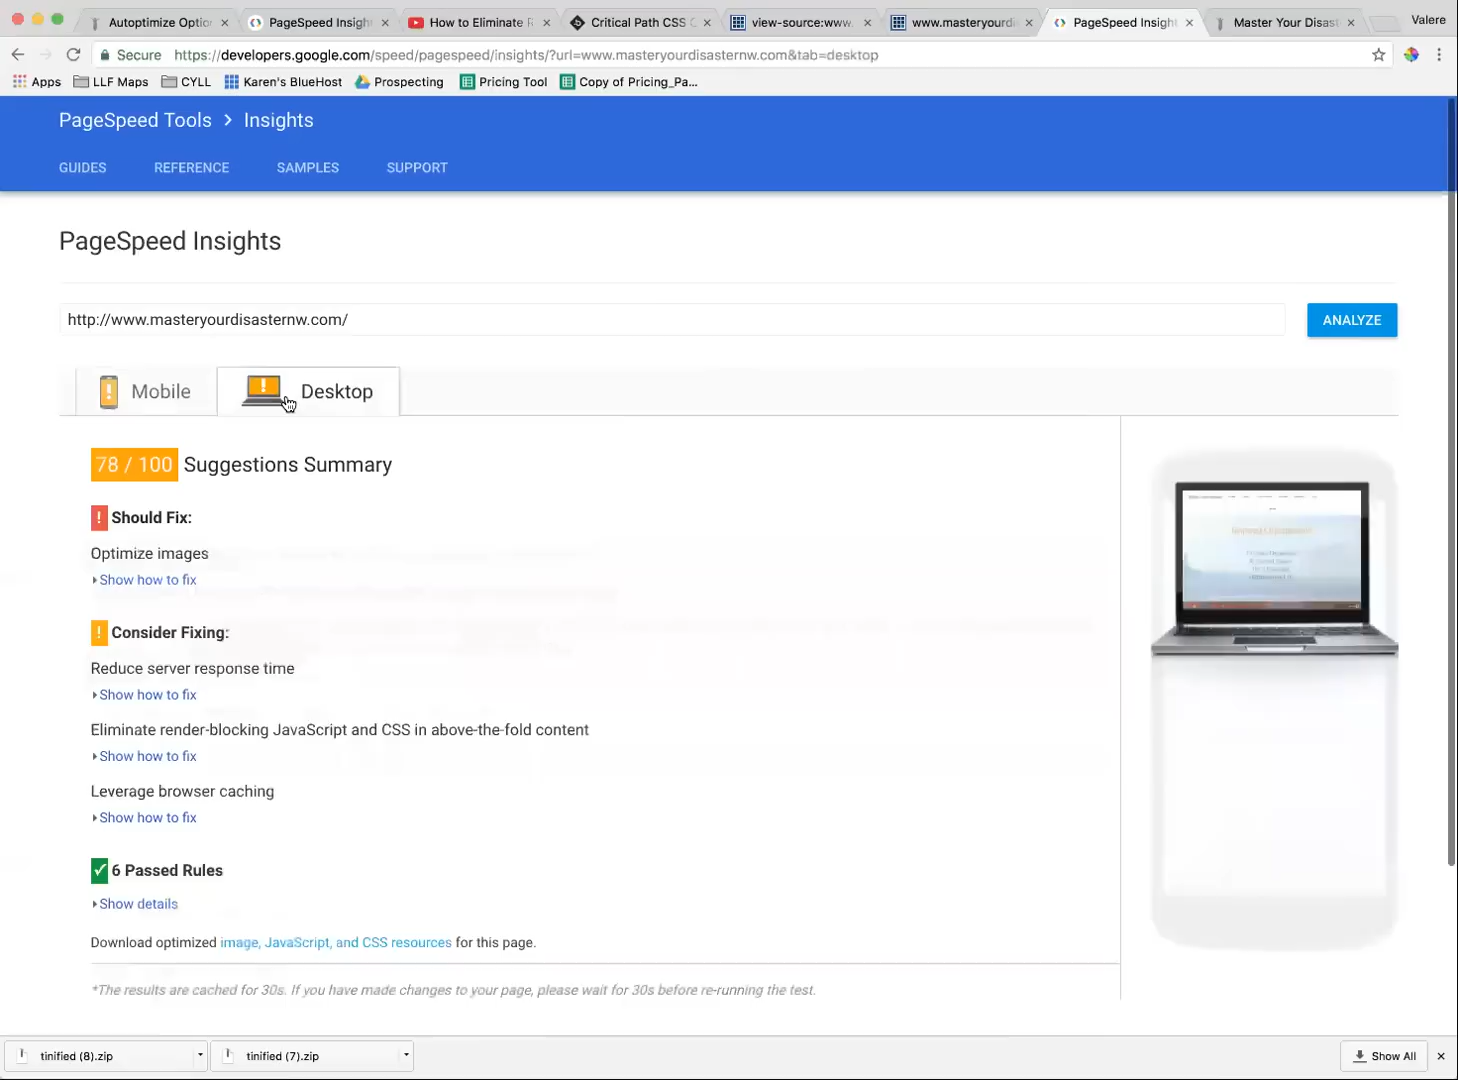 Autoptimize Optio
PageSpeed Insigh
How to Eliminate R
Critical Path CSS G
view-source:www.
www.masteryourdi
PageSpeed Insigh
Master Your Disast
Valere
Secure
https://developers.google.com/speed/pagespeed/insights/?url=www.masteryourdisasternw.com&tab=desktop
Apps
LLF Maps
CYLL
Karen's BlueHost
Prospecting
Pricing Tool
Copy of Pricing_Pa...
PageSpeed Tools > Insights
GUIDES
REFERENCE
SAMPLES
SUPPORT
PageSpeed Insights
http://www.masteryourdisasternw.com/
ANALYZE
Mobile
Desktop
78 / 100 Suggestions Summary
! Should Fix:
Optimize images
Show how to fix
! Consider Fixing:
Reduce server response time
Show how to fix
Eliminate render-blocking JavaScript and CSS in above-the-fold content
Show how to fix
Leverage browser caching
Show how to fix
6 Passed Rules
Show details
Download optimized image, JavaScript, and CSS resources for this page.
*The results are cached for 30s. If you have made changes to your page, please wait for 30s before re-running the test.
tinified (8).zip
tinified (7).zip
Show All